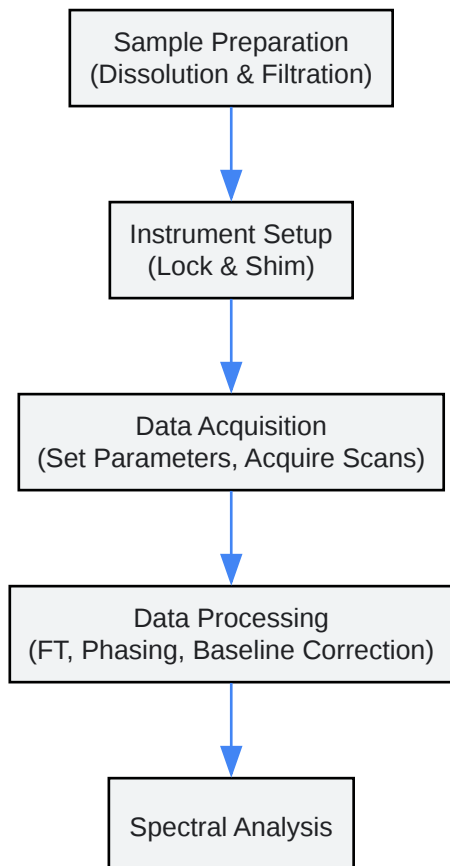 Sample Preparation
(Dissolution & Filtration)
Instrument Setup
(Lock & Shim)
Data Acquisition
(Set Parameters, Acquire Scans)
Data Processing
(FT, Phasing, Baseline Correction)
Spectral Analysis